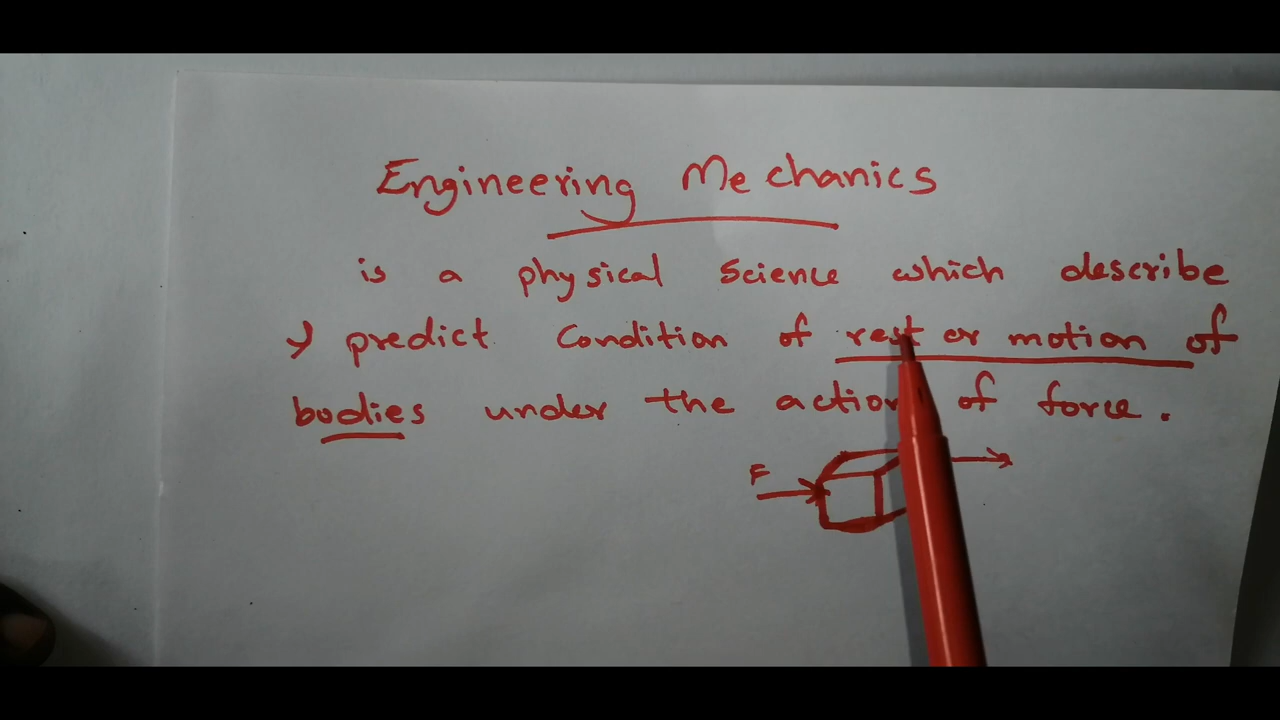 Engineering Mechanics
is a physical science which describe
y predict condition of rest or motion of
bodies under the action of force.
F